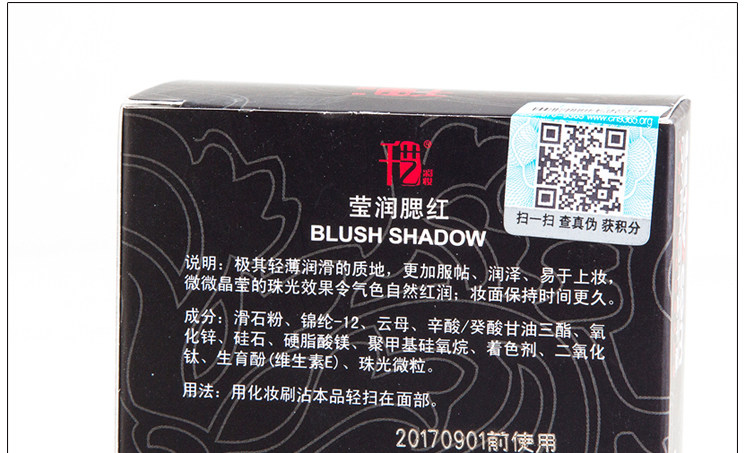 www.cn8365.org
扫一扫 查真伪 获积分
莹润腮红
BLUSH SHADOW
说明：极其轻薄润滑的质地，更加服帖、润泽、易于上妆，
微微晶莹的珠光效果令气色自然红润；妆面保持时间更久。
成分：滑石粉、锦纶-12、云母、辛酸/癸酸甘油三酯、氧
化锌、硅石、硬脂酸镁、聚甲基硅氧烷、着色剂、二氧化
钛、生育酚(维生素E)、珠光微粒。
用法：用化妆刷沾本品轻扫在面部。
20170901前使用